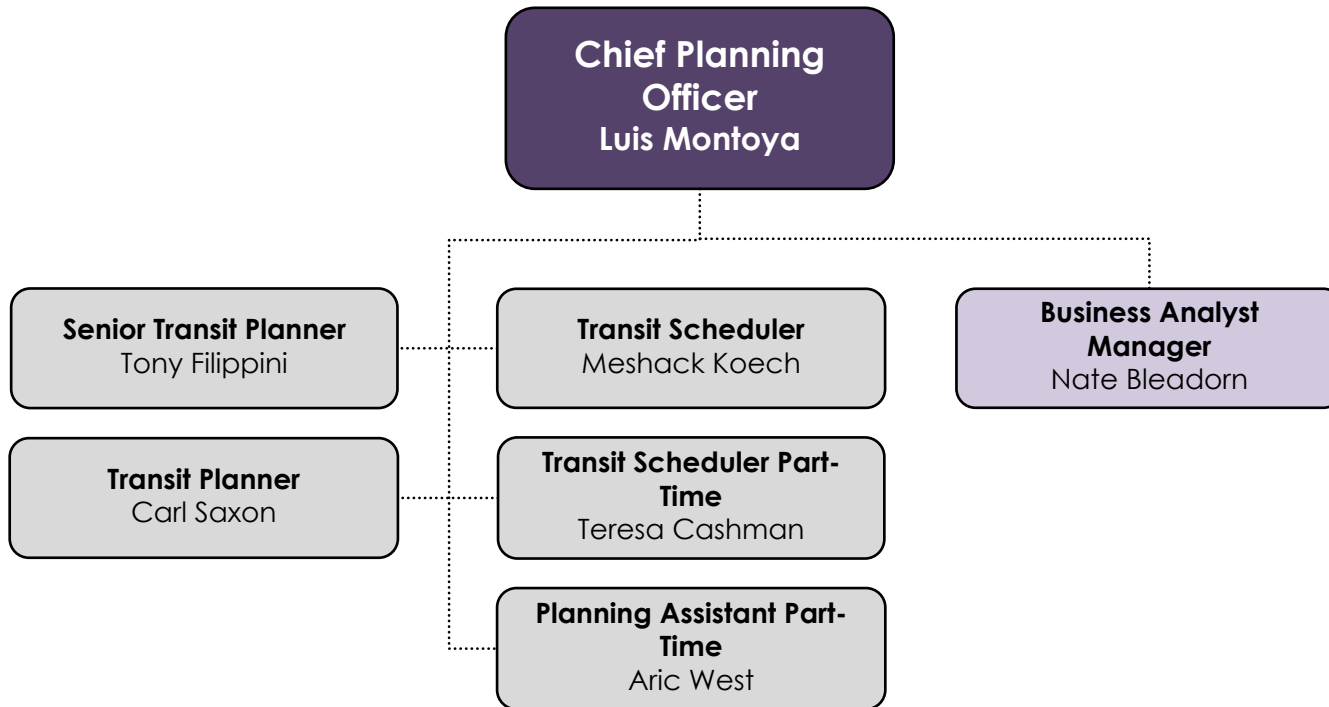 Chief Planning
Officer
Luis Montoya
Senior Transit Planner
Tony Filippini
Transit Scheduler
Meshack Koech
Business Analyst
Manager
Nate Bleadorn
Transit Planner
Carl Saxon
Transit Scheduler Part-
Time
Teresa Cashman
Planning Assistant Part-
Time
Aric West